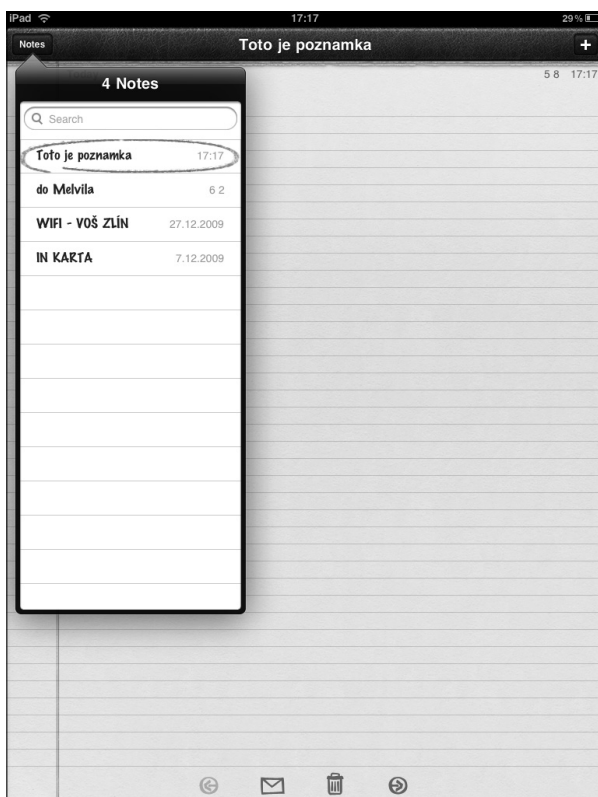 iPad 17:17 29%
Notes Toto je poznamka +
5 8 17:17
4 Notes
Search
Toto je poznamka 17:17
do Melvila 6 2
WIFI - VOŠ ZLÍN 27.12.2009
IN KARTA 7.12.2009